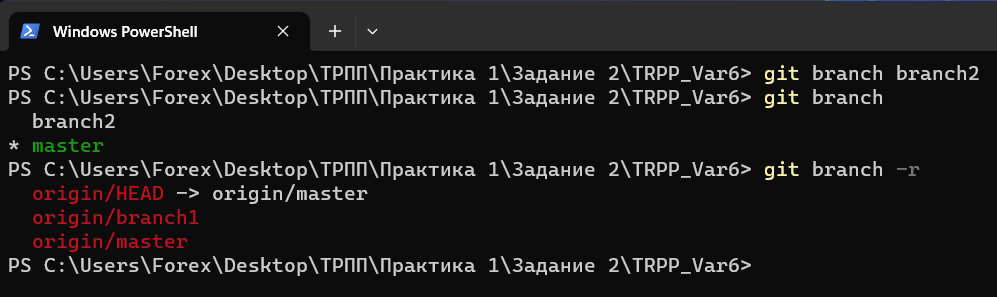 Windows PowerShell
PS C:\Users\Forex\Desktop\ТРПП\Практика 1\Задание 2\TRPP_Var6> git branch branch2
PS C:\Users\Forex\Desktop\ТРПП\Практика 1\Задание 2\TRPP_Var6> git branch
  branch2
* master
PS C:\Users\Forex\Desktop\ТРПП\Практика 1\Задание 2\TRPP_Var6> git branch -r
  origin/HEAD -> origin/master
  origin/branch1
  origin/master
PS C:\Users\Forex\Desktop\ТРПП\Практика 1\Задание 2\TRPP_Var6>